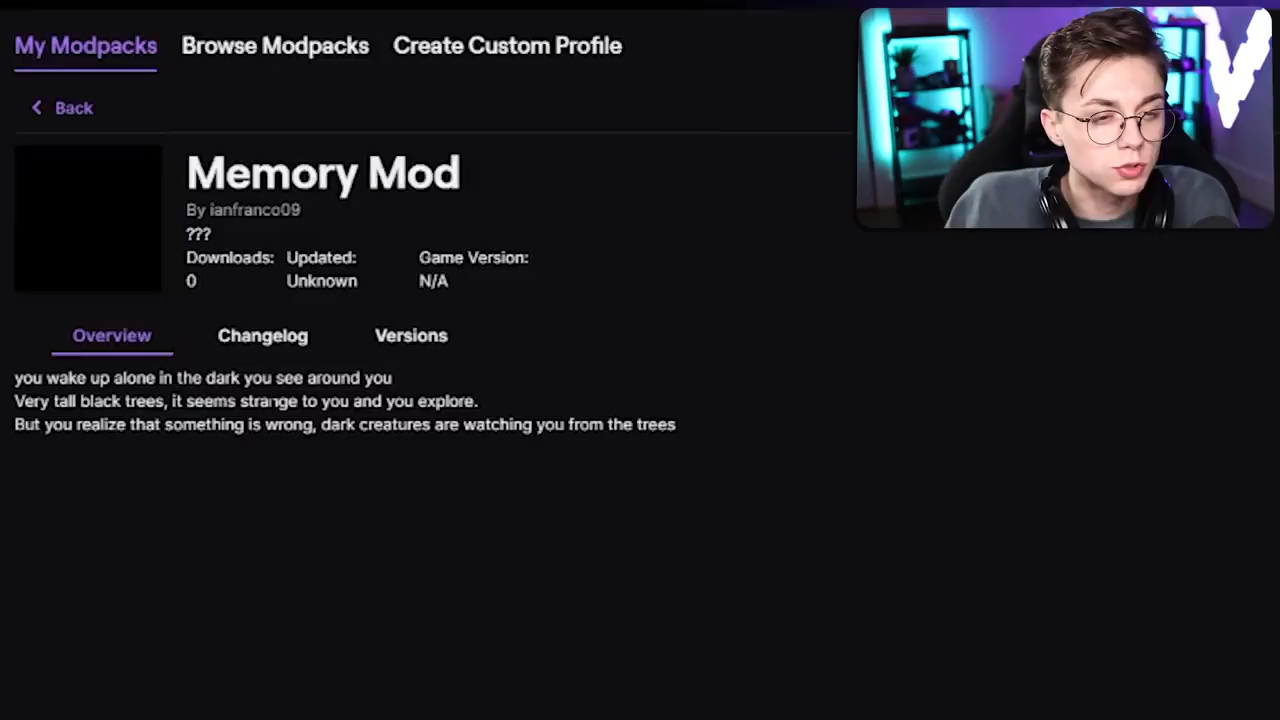 My Modpacks Browse Modpacks Create Custom Profile
Back
Memory Mod
By ianfranco09
???
Downloads: Updated: Game Version:
0 Unknown N/A
Overview Changelog Versions
you wake up alone in the dark you see around you
Very tall black trees, it seems strange to you and you explore.
But you realize that something is wrong, dark creatures are watching you from the trees